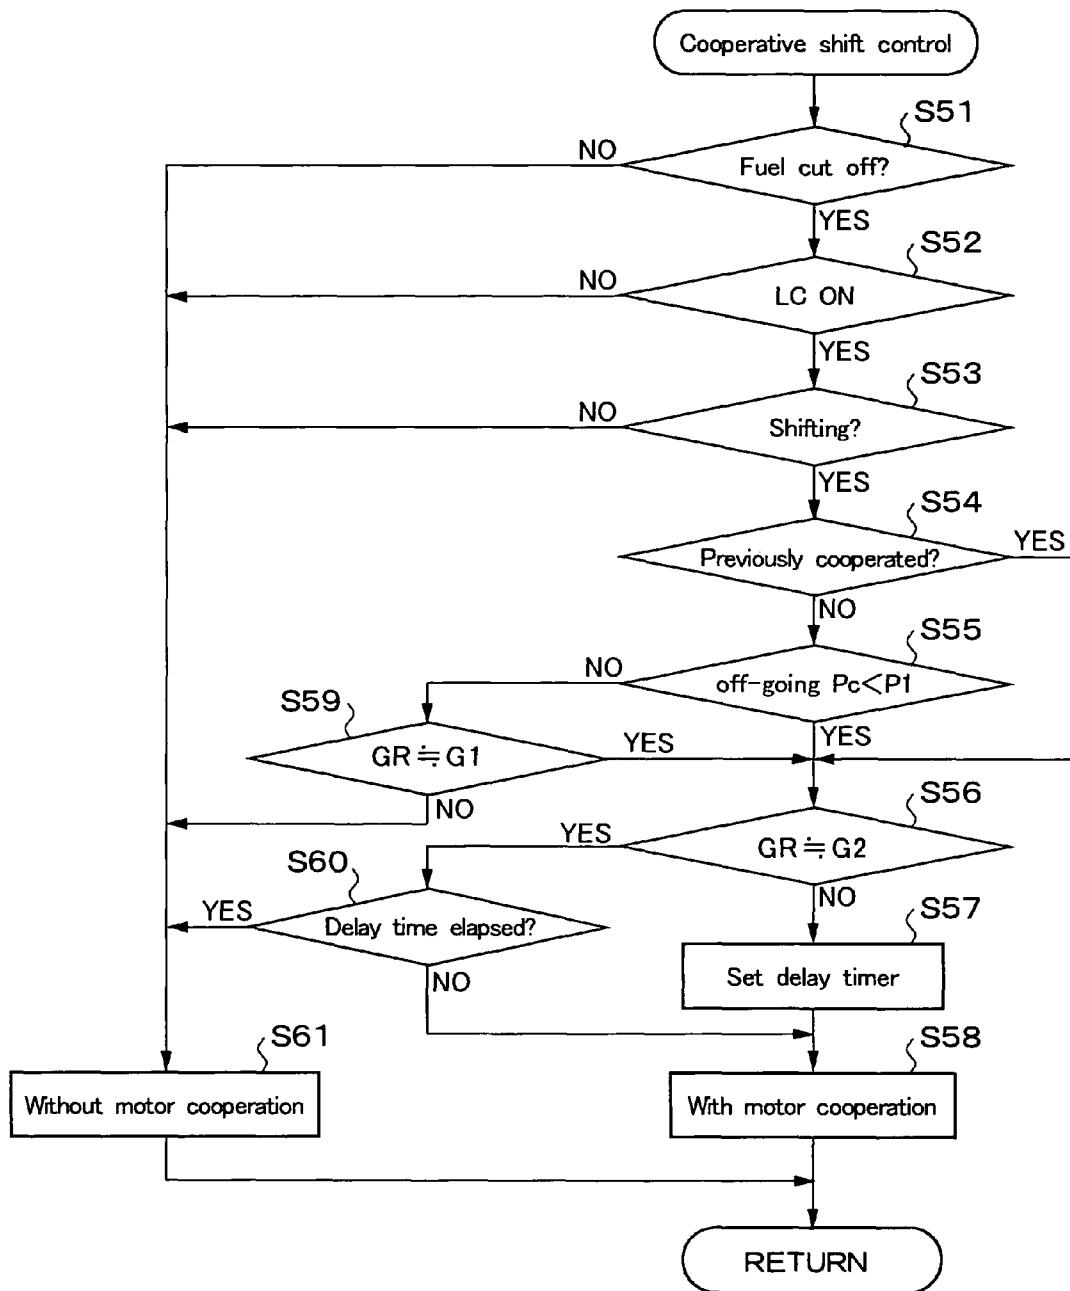 Cooperative shift control
S51
NO
Fuel cut off?
YES
S52
NO
LC ON
YES
S53
NO
Shifting?
YES
S54
Previously cooperated?
YES
NO
S55
NO
off-going Pc<P1
S59
YES
GR≒G1
YES
NO
S56
YES
GR≒G2
S60
NO
YES
Delay time elapsed?
S57
NO
Set delay timer
S61
S58
Without motor cooperation
With motor cooperation
RETURN